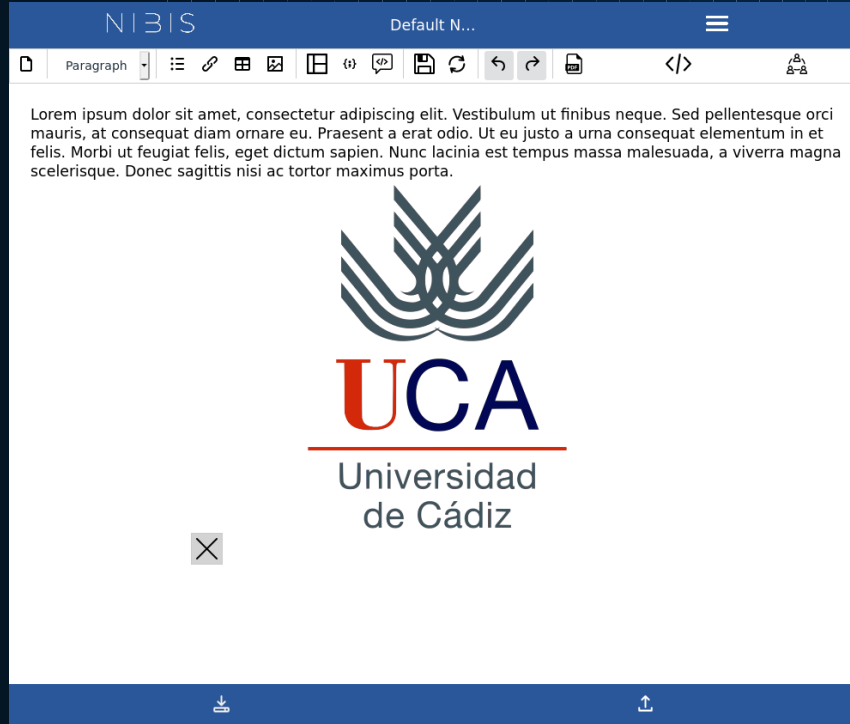 NIBIS
Default N...
Paragraph
{;}
</>
PDF
</>
Lorem ipsum dolor sit amet, consectetur adipiscing elit. Vestibulum ut finibus neque. Sed pellentesque orci
mauris, at consequat diam ornare eu. Praesent a erat odio. Ut eu justo a urna consequat elementum in et
felis. Morbi ut feugiat felis, eget dictum sapien. Nunc lacinia est tempus massa malesuada, a viverra magna
scelerisque. Donec sagittis nisi ac tortor maximus porta.
UCA
Universidad
de Cádiz